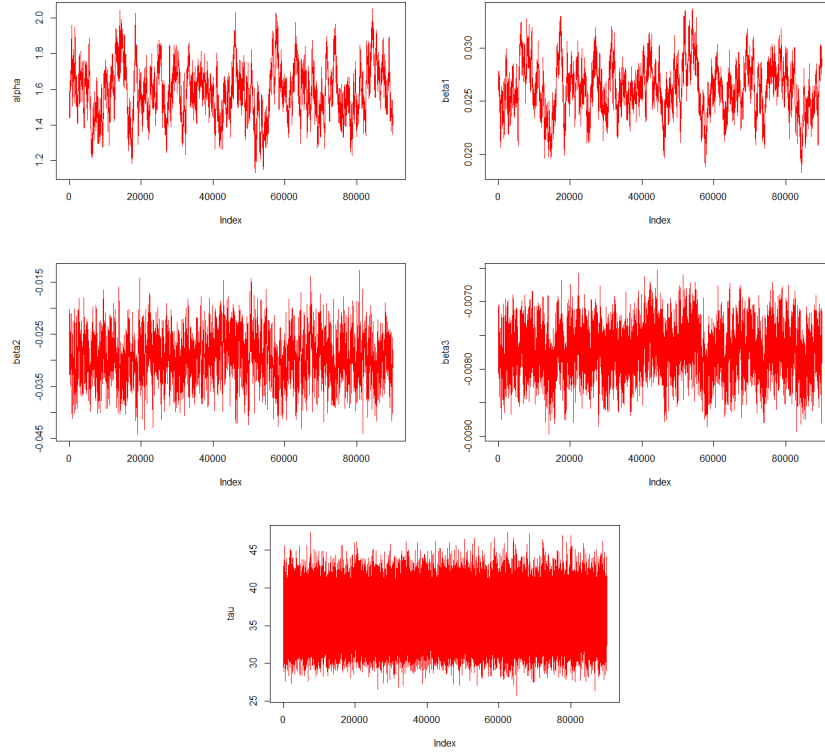 alpha
1.2 1.4 1.6 1.8 2.0
0 20000 40000 60000 80000
Index
beta1
0.020 0.025 0.030
0 20000 40000 60000 80000
Index
beta2
-0.045 -0.035 -0.025 -0.015
0 20000 40000 60000 80000
Index
beta3
-0.0090 -0.0080 -0.0070
0 20000 40000 60000 80000
Index
tau
25 30 35 40 45
0 20000 40000 60000 80000
Index